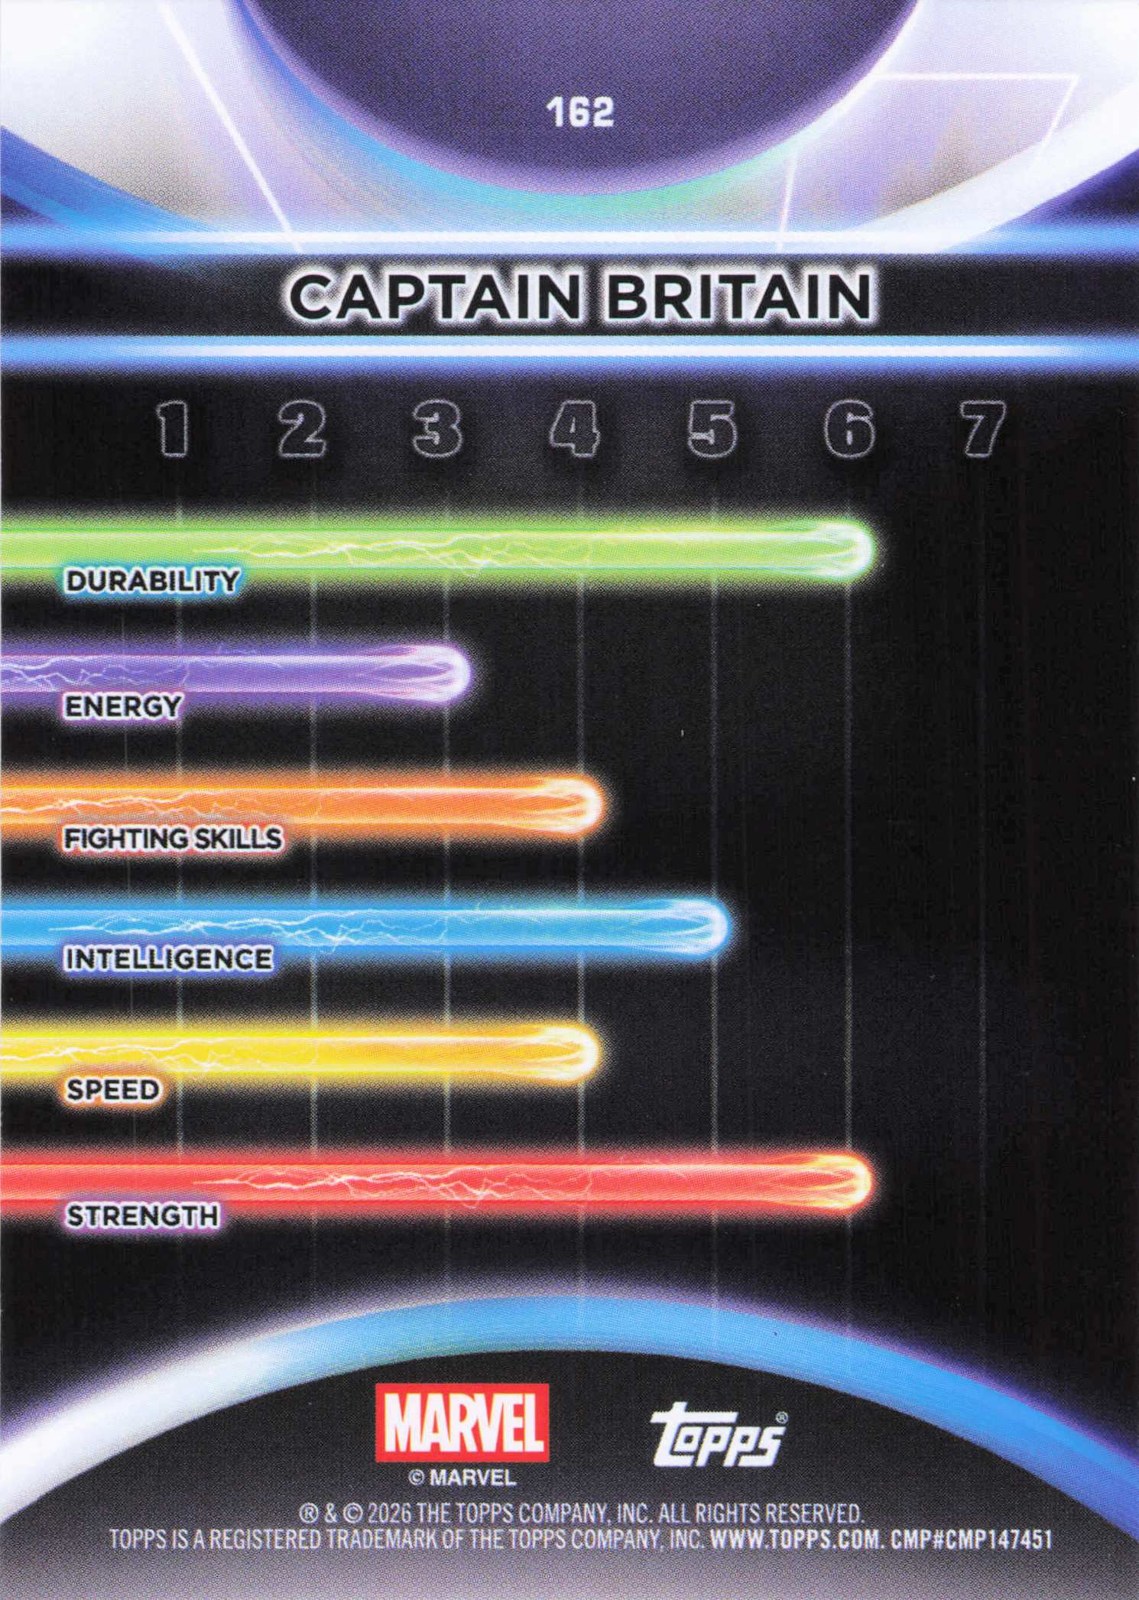 162
CAPTAIN BRITAIN
1 2 3 4 5 6 7
DURABILITY
ENERGY
FIGHTING SKILLS
INTELLIGENCE
SPEED
STRENGTH
MARVEL
topps®
© MARVEL
® & © 2026 THE TOPPS COMPANY, INC. ALL RIGHTS RESERVED.
TOPPS IS A REGISTERED TRADEMARK OF THE TOPPS COMPANY, INC. WWW.TOPPS.COM. CMP#CMP147451